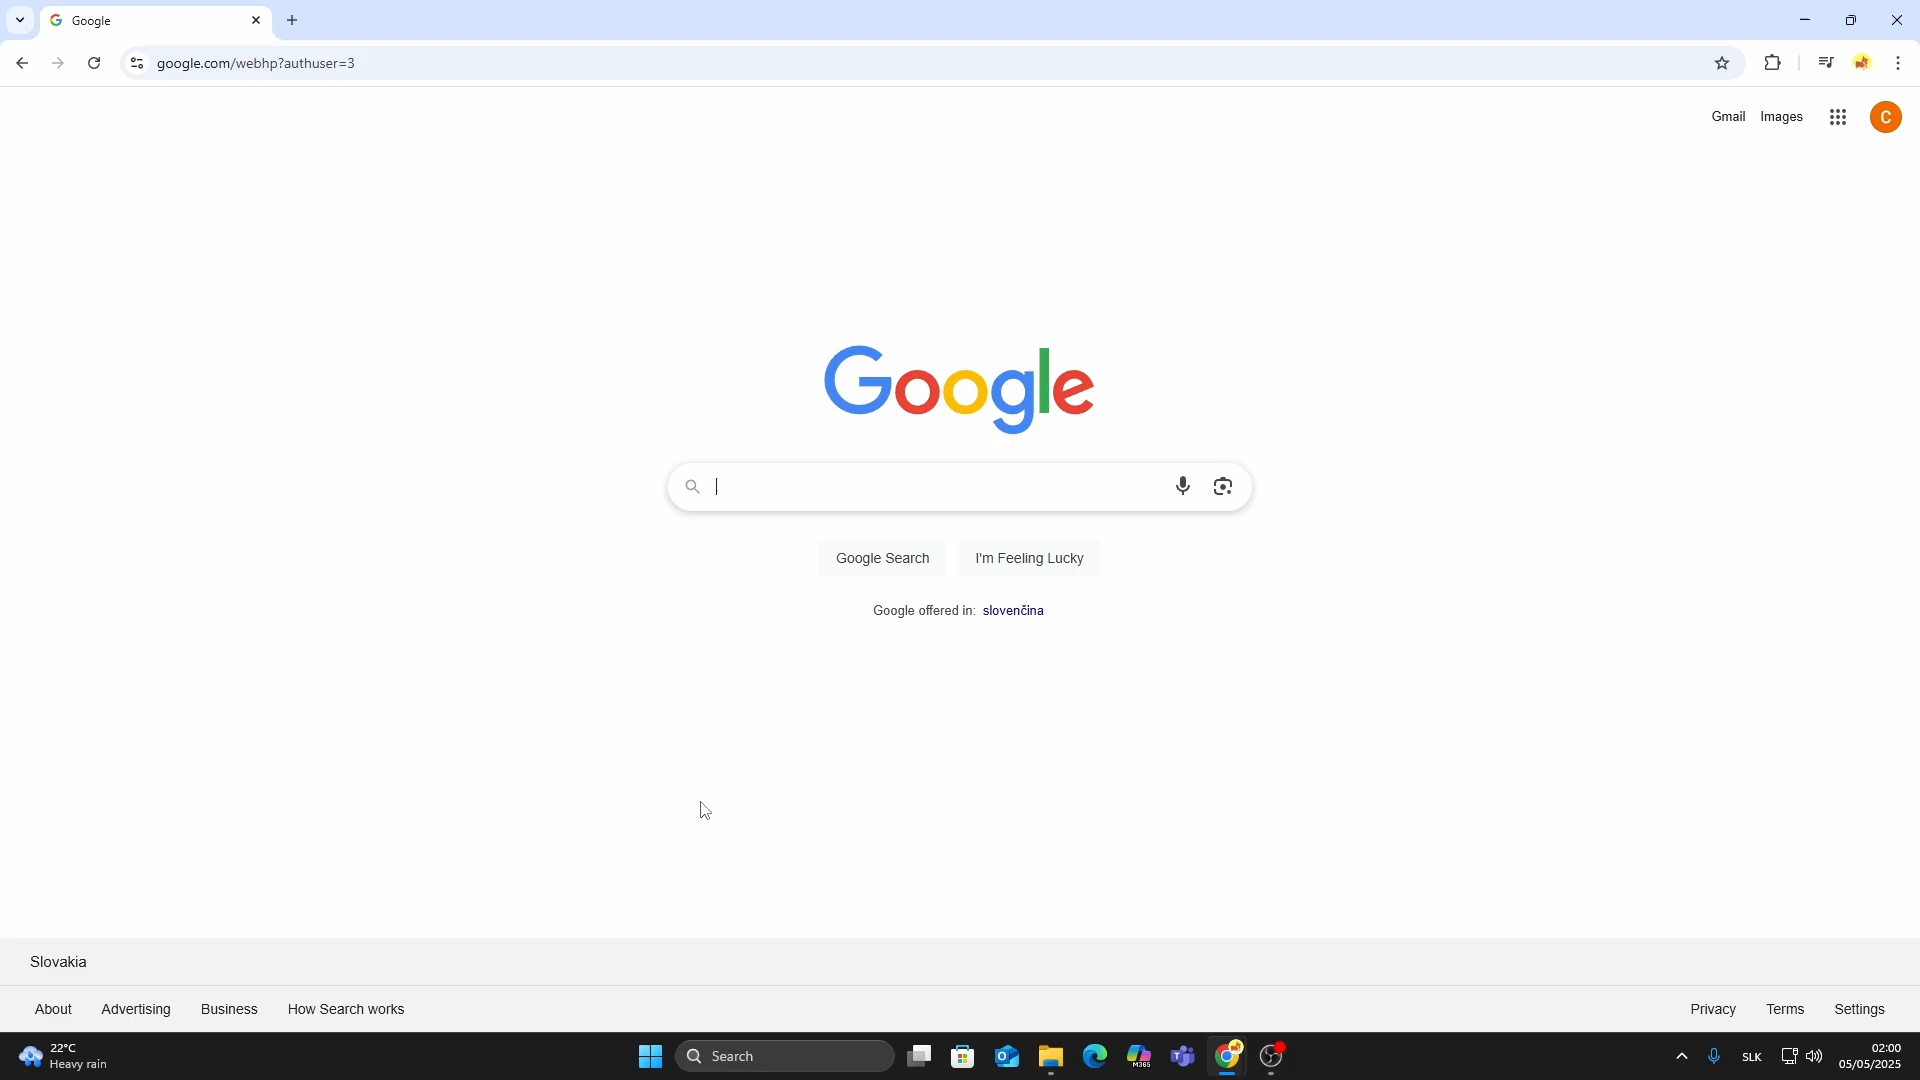 Google
google.com/webhp?authuser=3
Gmail Images
C
Google
Google Search I'm Feeling Lucky
Google offered in: slovenčina
Slovakia
About Advertising Business How Search works Privacy Terms Settings
22°C
Heavy rain
Search
M365
SLK
02:00
05/05/2025